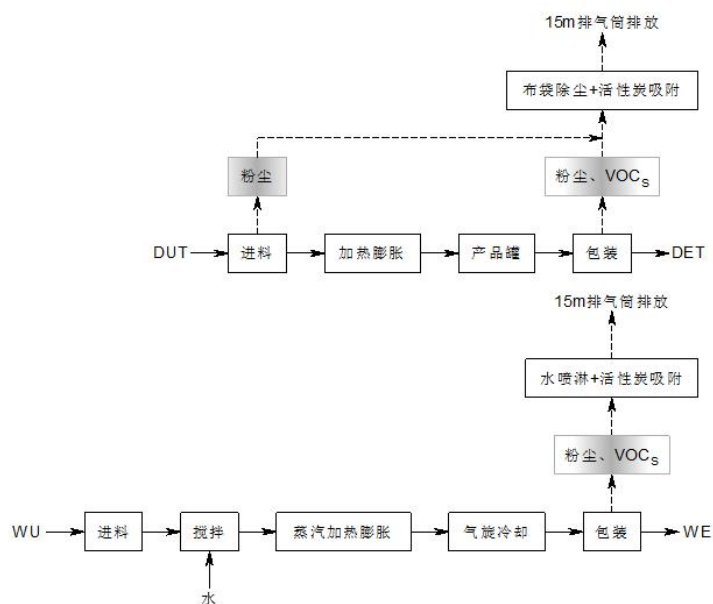 15m排气筒排放
布袋除尘+活性炭吸附
粉尘
粉尘、VOCs
DUT
进料
加热膨胀
产品罐
包装
DET
15m排气筒排放
水喷淋+活性炭吸附
粉尘、VOCs
WU
进料
搅拌
蒸汽加热膨胀
气旋冷却
包装
WE
水